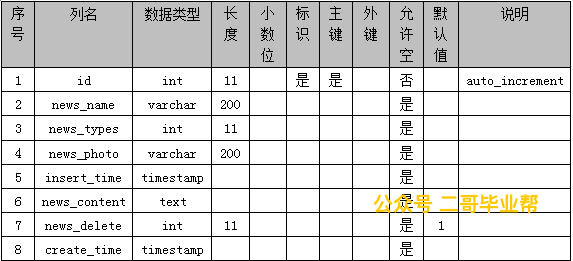 序号 列名 数据类型 长度 小数位 标识 主键 外键 允许空 默认值 说明
1 id int 11 是 是 否 auto_increment
2 news_name varchar 200 是
3 news_types int 11 是
4 news_photo varchar 200 是
5 insert_time timestamp 是
6 news_content text 是
公众号 二哥毕业帮
7 news_delete int 11 是 1
8 create_time timestamp 是